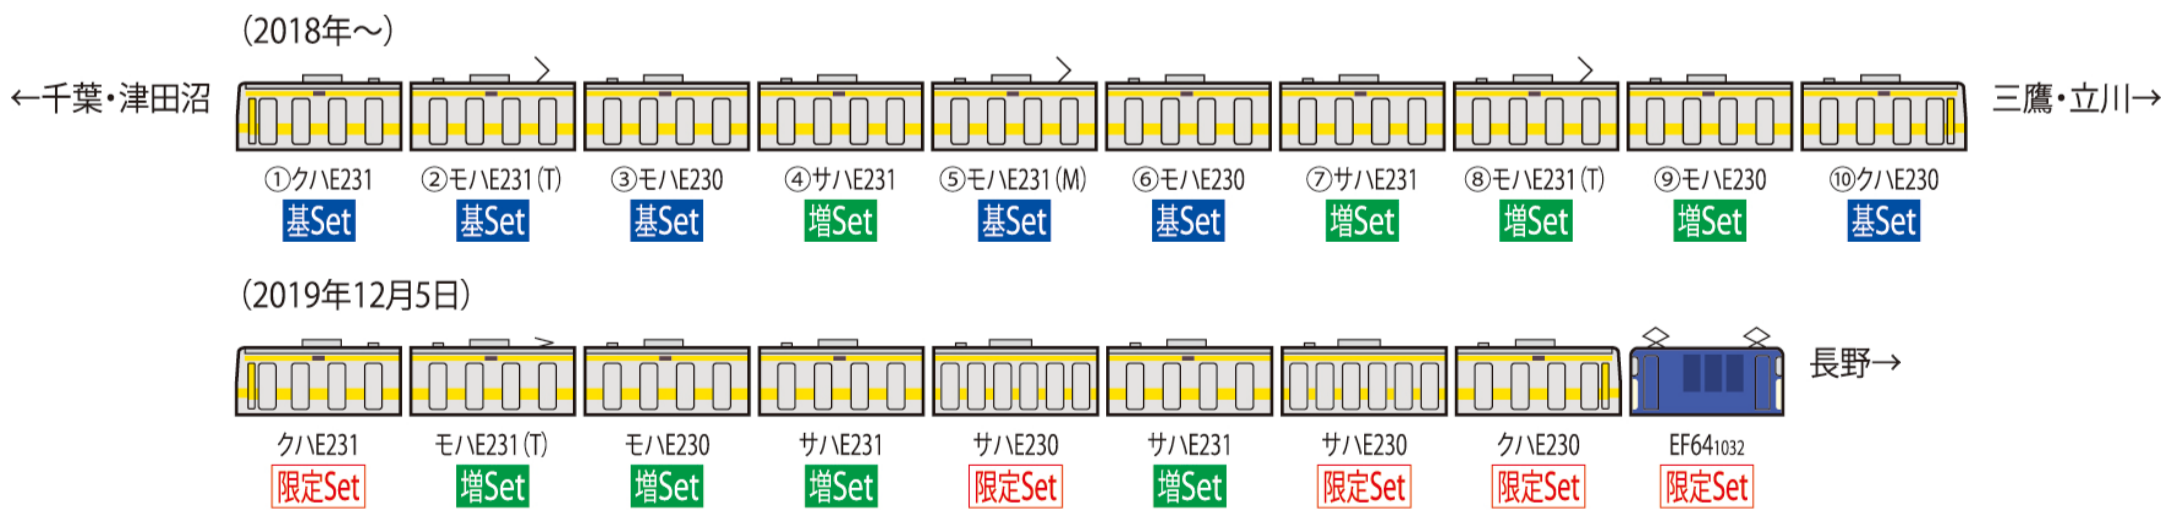 （2018年～）
←千葉・津田沼
三鷹・立川→
①クハE231 ②モハE231（T） ③モハE230 ④サハE231 ⑤モハE231（M） ⑥モハE230 ⑦サハE231 ⑧モハE231（T） ⑨モハE230 ⑩クハE230
基Set 基Set 基Set 増Set 基Set 基Set 増Set 増Set 増Set 基Set
（2019年12月5日）
長野→
クハE231 モハE231（T） モハE230 サハE231 サハE230 サハE231 サハE230 クハE230 EF641032
限定Set 増Set 増Set 増Set 限定Set 増Set 限定Set 限定Set 限定Set